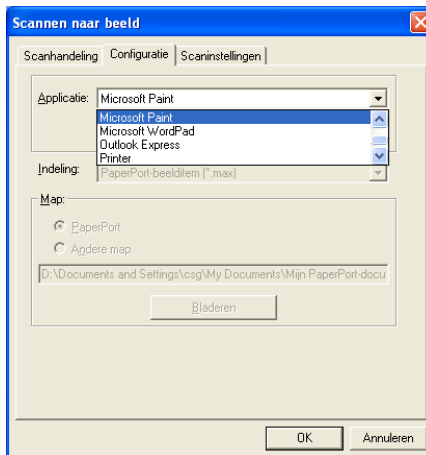 Scannen naar beeld
Scanhandeling Configuratie Scaninstellingen
Applicatie: Microsoft Paint
Microsoft Paint
Microsoft WordPad
Outlook Express
Printer
Indeling: PaperPort-beelditem (*.max)
Map:
PaperPort
Andere map
D:\Documents and Settings\csg\My Documents\Mijn PaperPort-docu
Bladeren
OK Annuleren